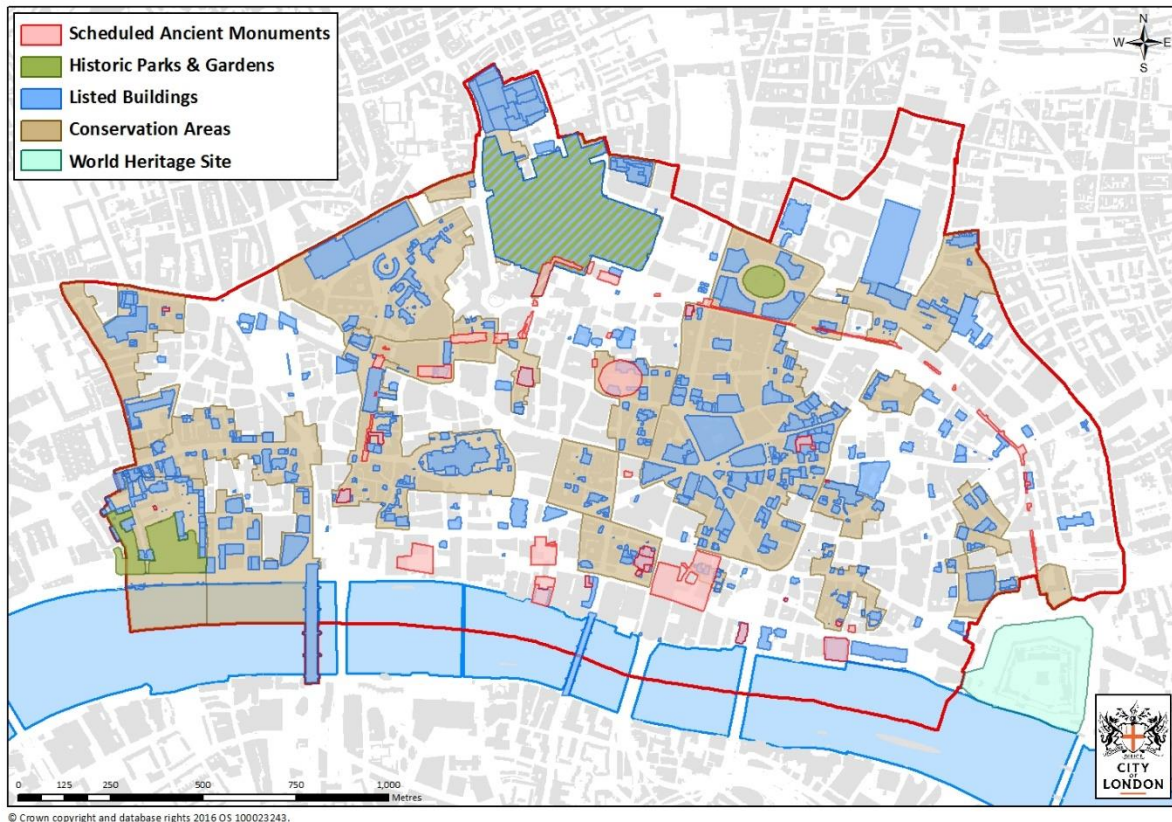 Scheduled Ancient Monuments
Historic Parks & Gardens
Listed Buildings
Conservation Areas
World Heritage Site
N
W E
S
CITY
OF
LONDON
0 125 250 500 750 1,000
Metres
© Crown copyright and database rights 2016 OS 100023243.